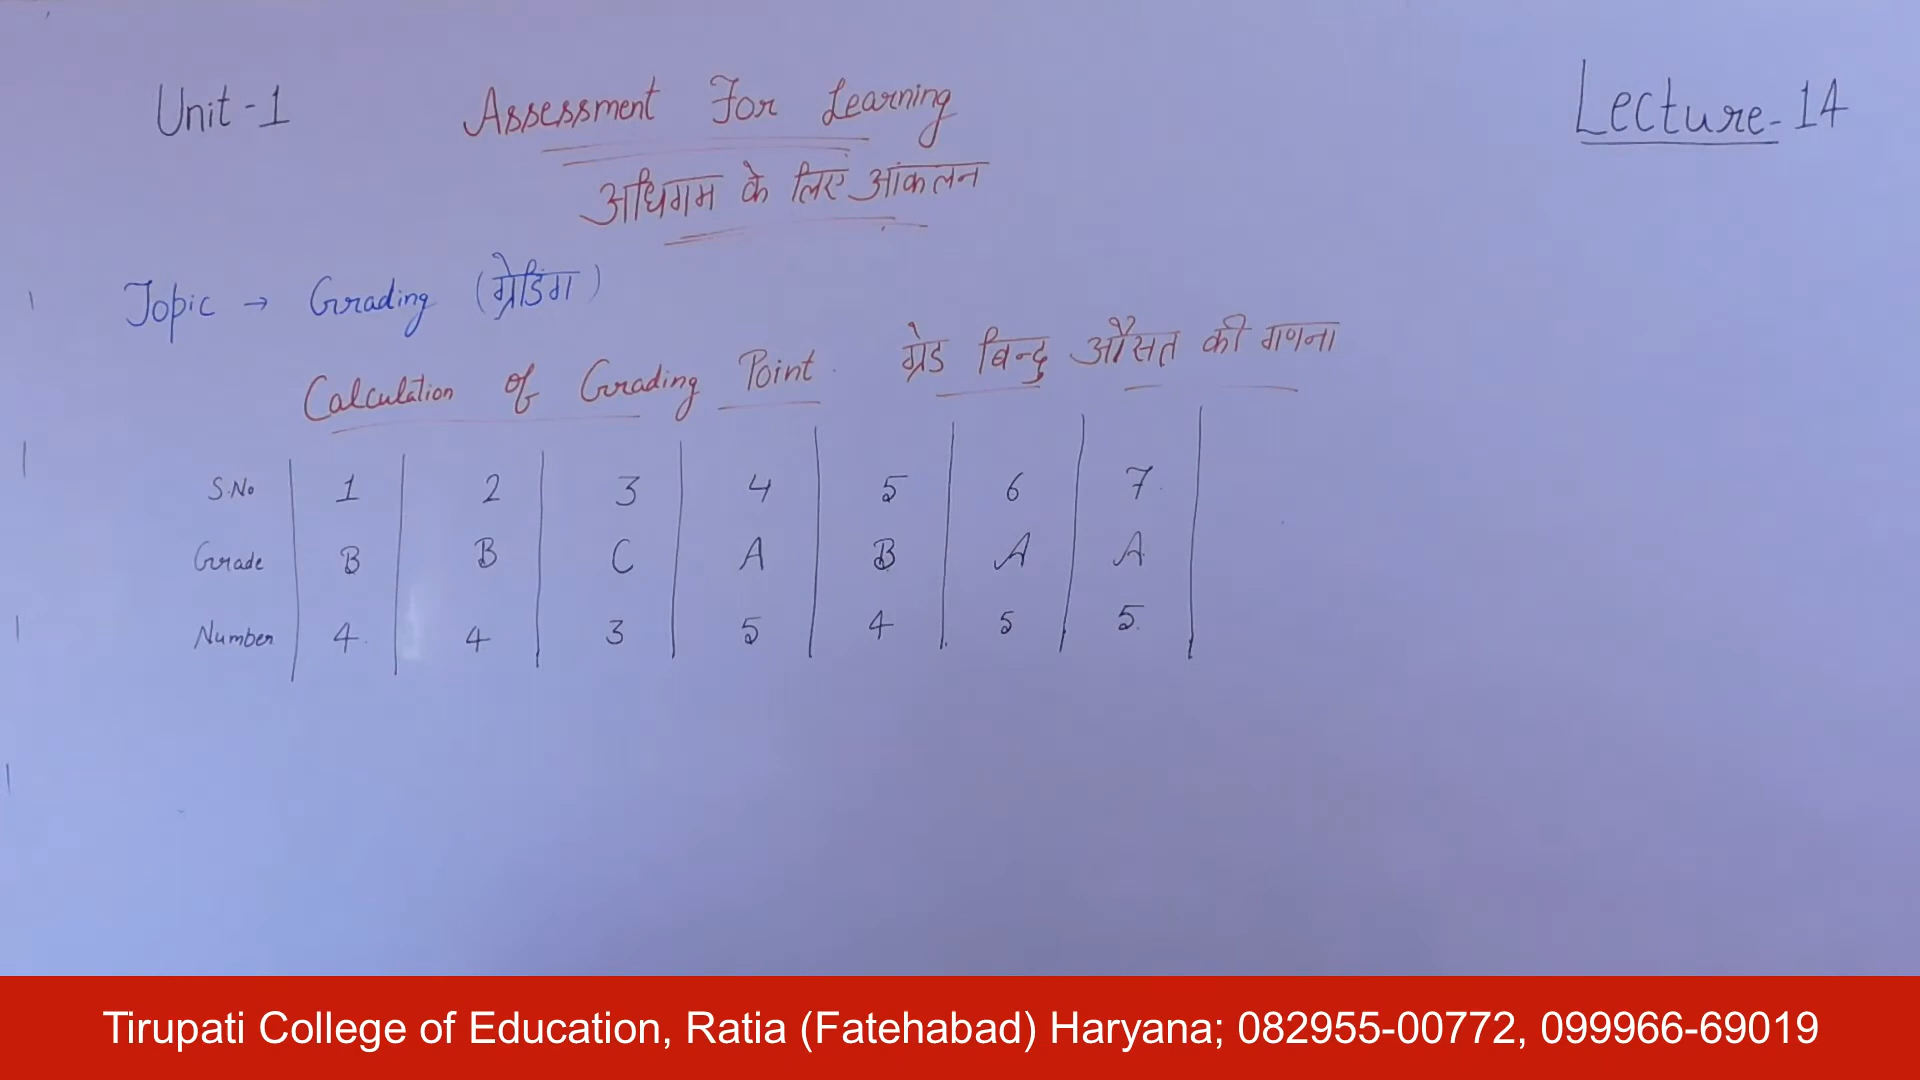 Unit-1 Assessment For Learning Lecture-14
अधिगम के लिए आंकलन
Topic → Grading (ग्रेडिंग)
Calculation of Grading Point. ग्रेड बिन्दु औसत की गणना
S.No 1 2 3 4 5 6 7
Grade B B C A B A A
Number 4 4 3 5 4 5 5
Tirupati College of Education, Ratia (Fatehabad) Haryana; 082955-00772, 099966-69019